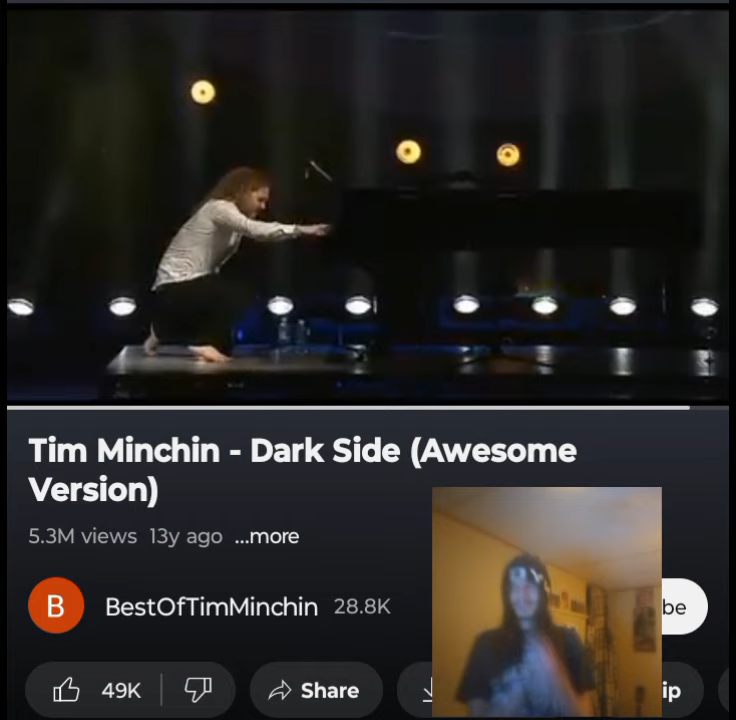 Tim Minchin - Dark Side (Awesome
Version)
5.3M views 13y ago ...more
B BestOfTimMinchin 28.8K be
49K Share ip